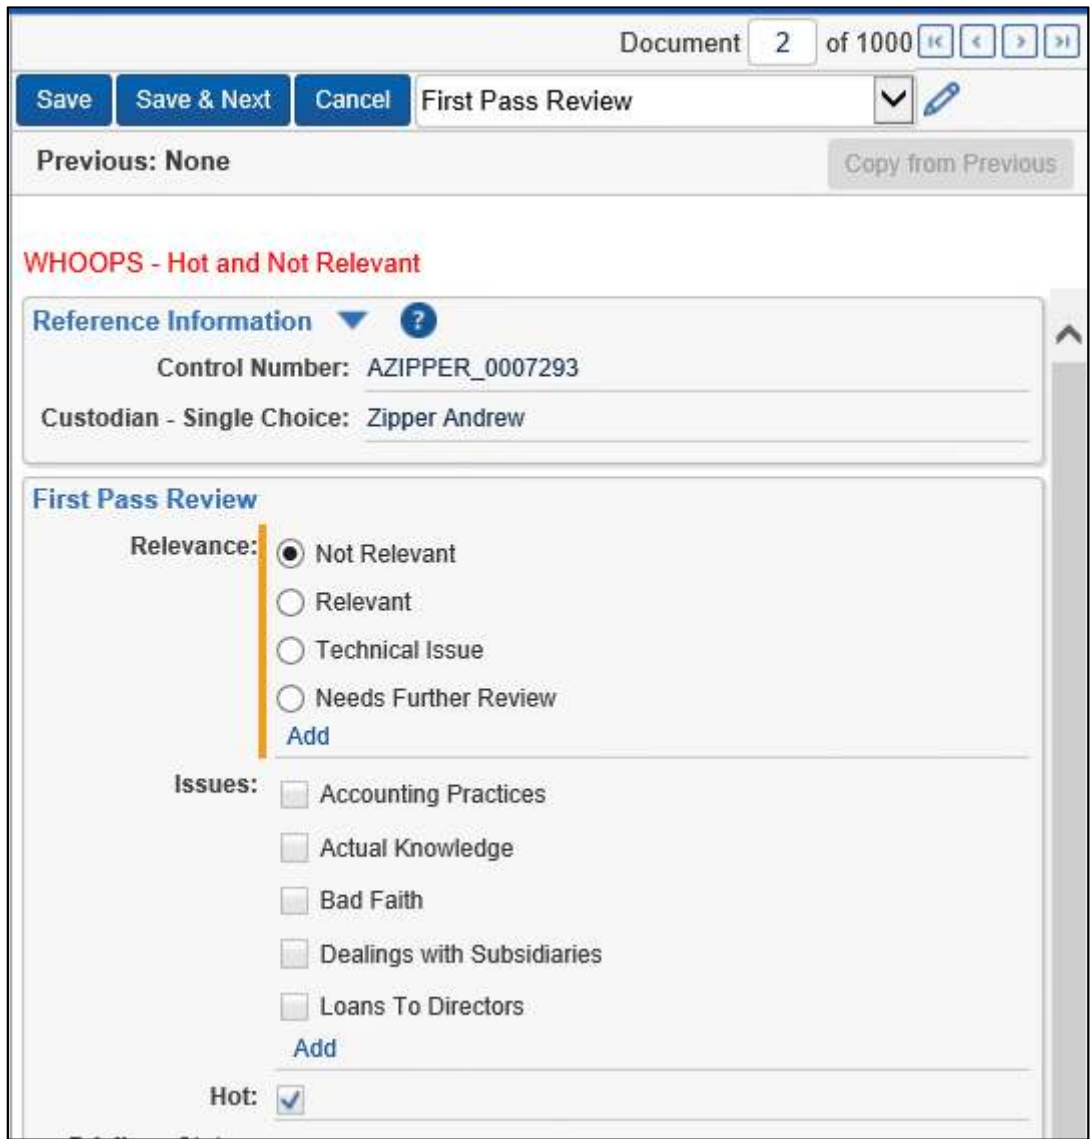 Document 2 of 1000
Save Save & Next Cancel First Pass Review
Previous: None Copy from Previous
WHOOPS - Hot and Not Relevant
Reference Information ?
Control Number: AZIPPER_0007293
Custodian - Single Choice: Zipper Andrew
First Pass Review
Relevance: Not Relevant
Relevant
Technical Issue
Needs Further Review
Add
Issues: Accounting Practices
Actual Knowledge
Bad Faith
Dealings with Subsidiaries
Loans To Directors
Add
Hot: